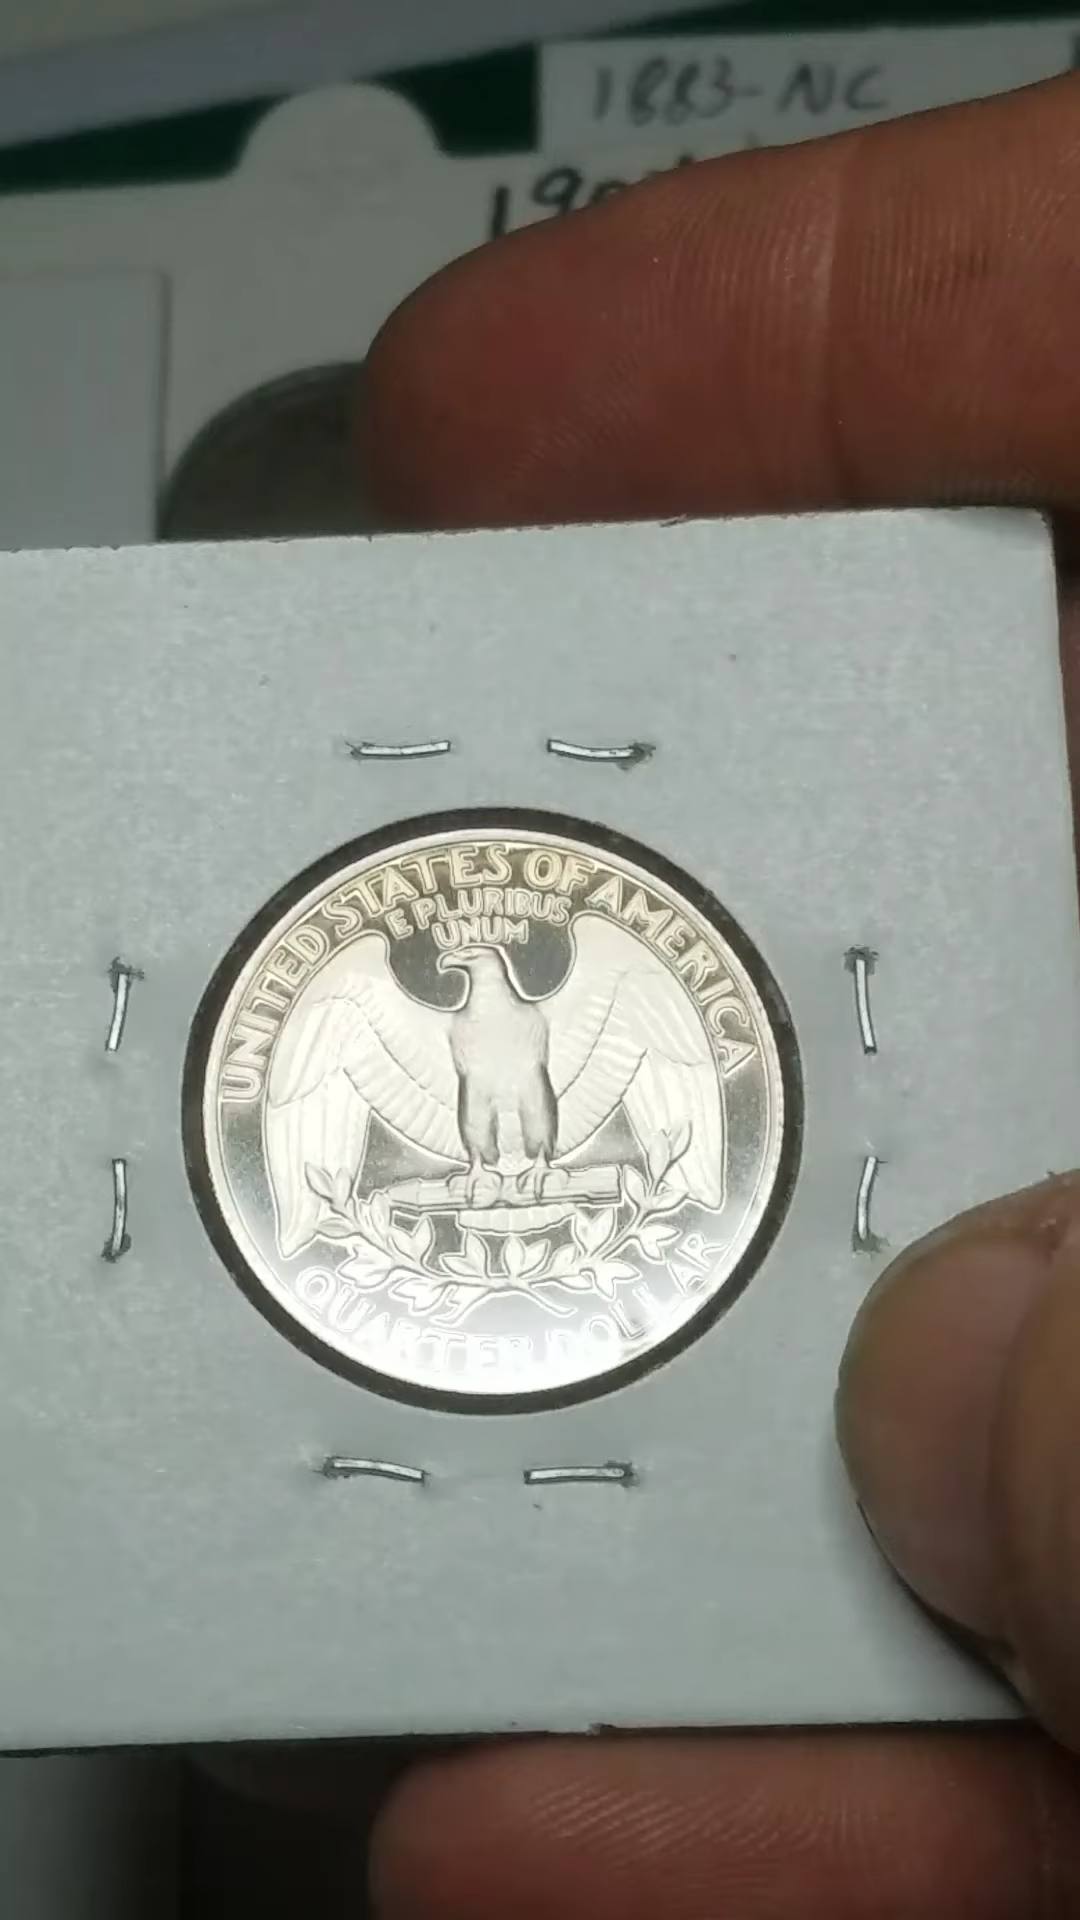 1883-NC
UNITED STATES OF AMERICA
E PLURIBUS
UNUM
QUARTER DOLLAR